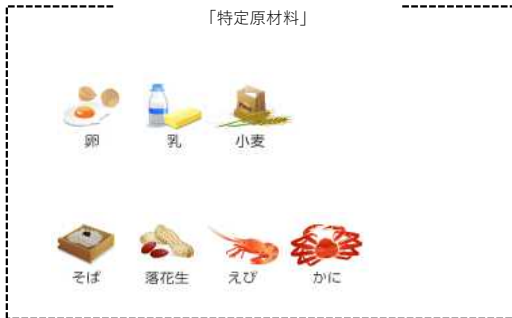 「特定原材料」
卵 乳 小麦
そば 落花生 えび かに